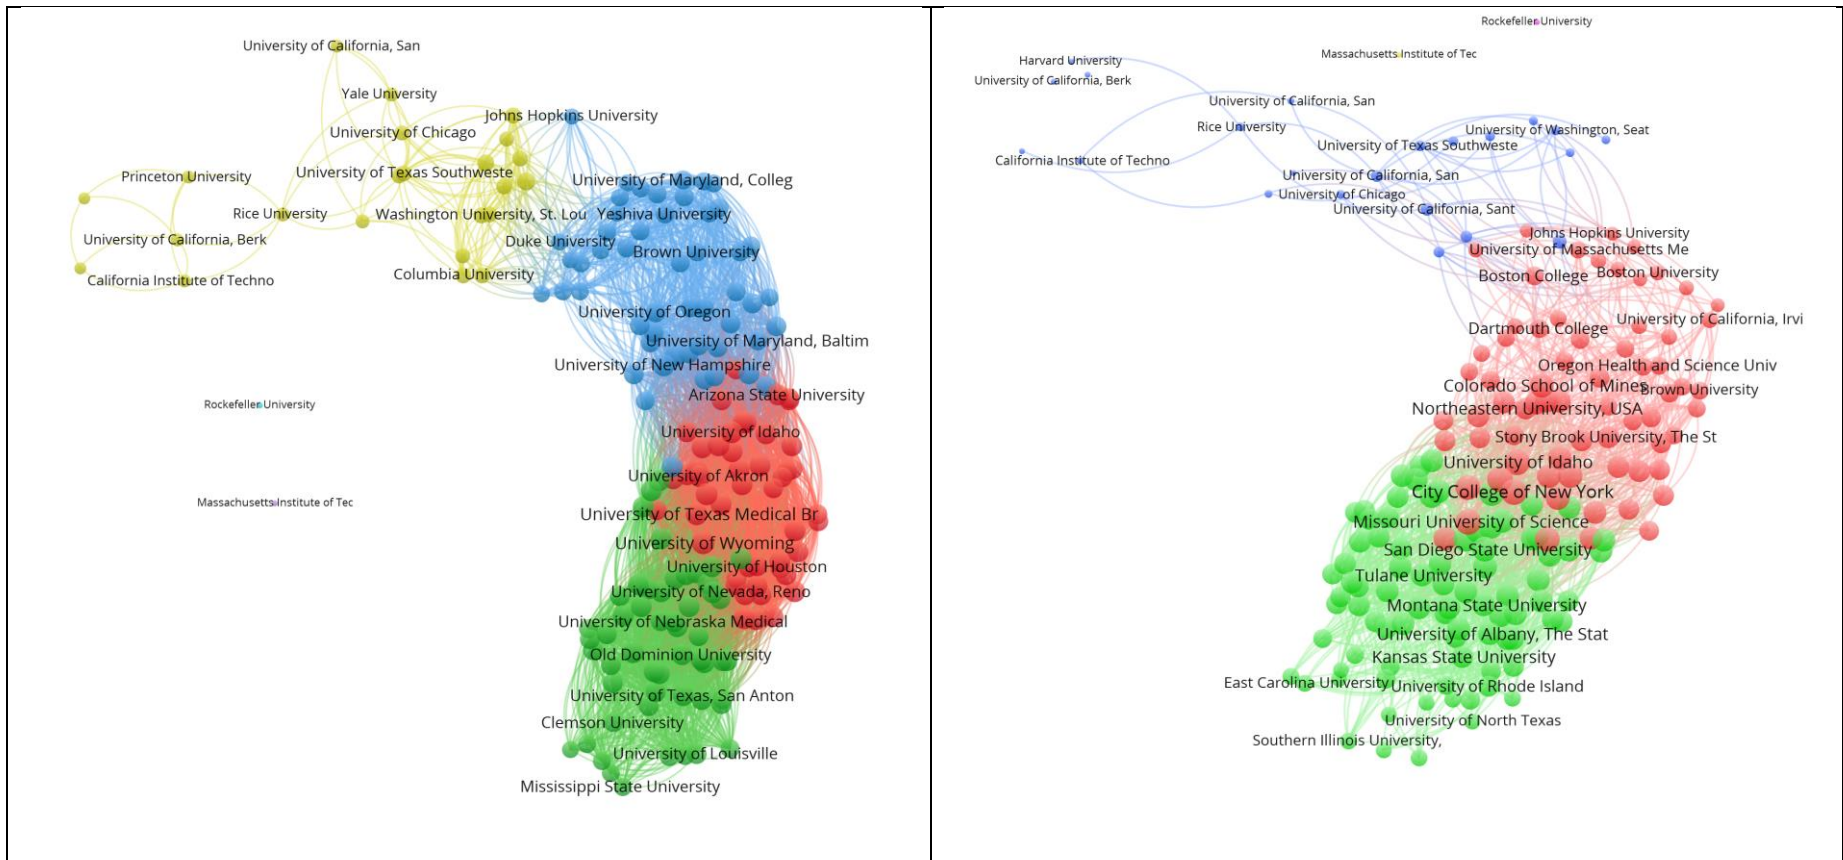 University of California, San
Yale University
Johns Hopkins University
University of Chicago
University of Texas Southweste
Princeton University
University of Maryland, Colleg
Rice University
Washington University, St. Lou
Yeshiva University
University of California, Berk
Duke University
Brown University
Columbia University
California Institute of Techno
University of Oregon
University of Maryland, Baltim
University of New Hampshire
Arizona State University
Rockefeller University
University of Idaho
University of Akron
Massachusetts Institute of Tec
University of Texas Medical Br
University of Wyoming
University of Houston
University of Nevada, Reno
University of Nebraska Medical
Old Dominion University
University of Texas, San Anton
Clemson University
University of Louisville
Mississippi State University
Rockefeller University
Massachusetts Institute of Tec
Harvard University
University of California, Berk
University of California, San
Rice University
University of Washington, Seat
University of Texas Southweste
California Institute of Techno
University of California, San
University of Chicago
University of California, Sant
Johns Hopkins University
University of Massachusetts Me
Boston College
Boston University
University of California, Irvi
Dartmouth College
Oregon Health and Science Univ
Colorado School of Mines
Brown University
Northeastern University, USA
Stony Brook University, The St
University of Idaho
City College of New York
Missouri University of Science
San Diego State University
Tulane University
Montana State University
University of Albany, The Stat
Kansas State University
East Carolina University
University of Rhode Island
University of North Texas
Southern Illinois University,